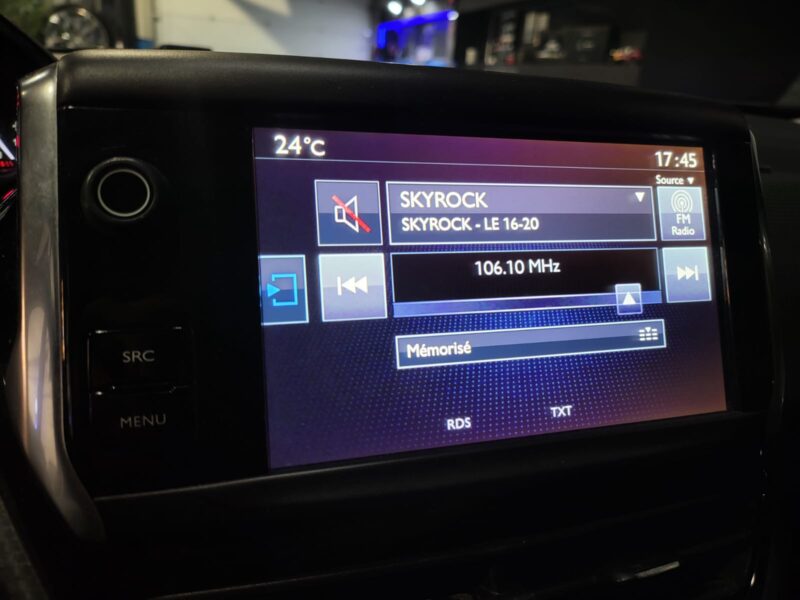 24°C
17:45
Source ▼
SKYROCK
SKYROCK - LE 16-20
FM
Radio
106.10 MHz
Mémorisé
SRC
MENU
RDS
TXT